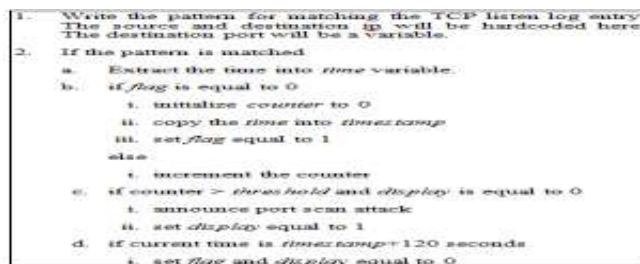 1. Write the pattern for matching the TCP listen log entry
The source and destination ip will be hardcoded here
The destination port will be a variable.
2. If the pattern is matched
a. Extract the time into time variable.
b. if flag is equal to 0
i. initialize counter to 0
ii. copy the time into timestamp
iii. set flag equal to 1
else
i. increment the counter
c. if counter > threshold and display is equal to 0
i. announce port scan attack
ii. set display equal to 1
d. if current time is timestamp+120 seconds
i. set flag and display equal to 0